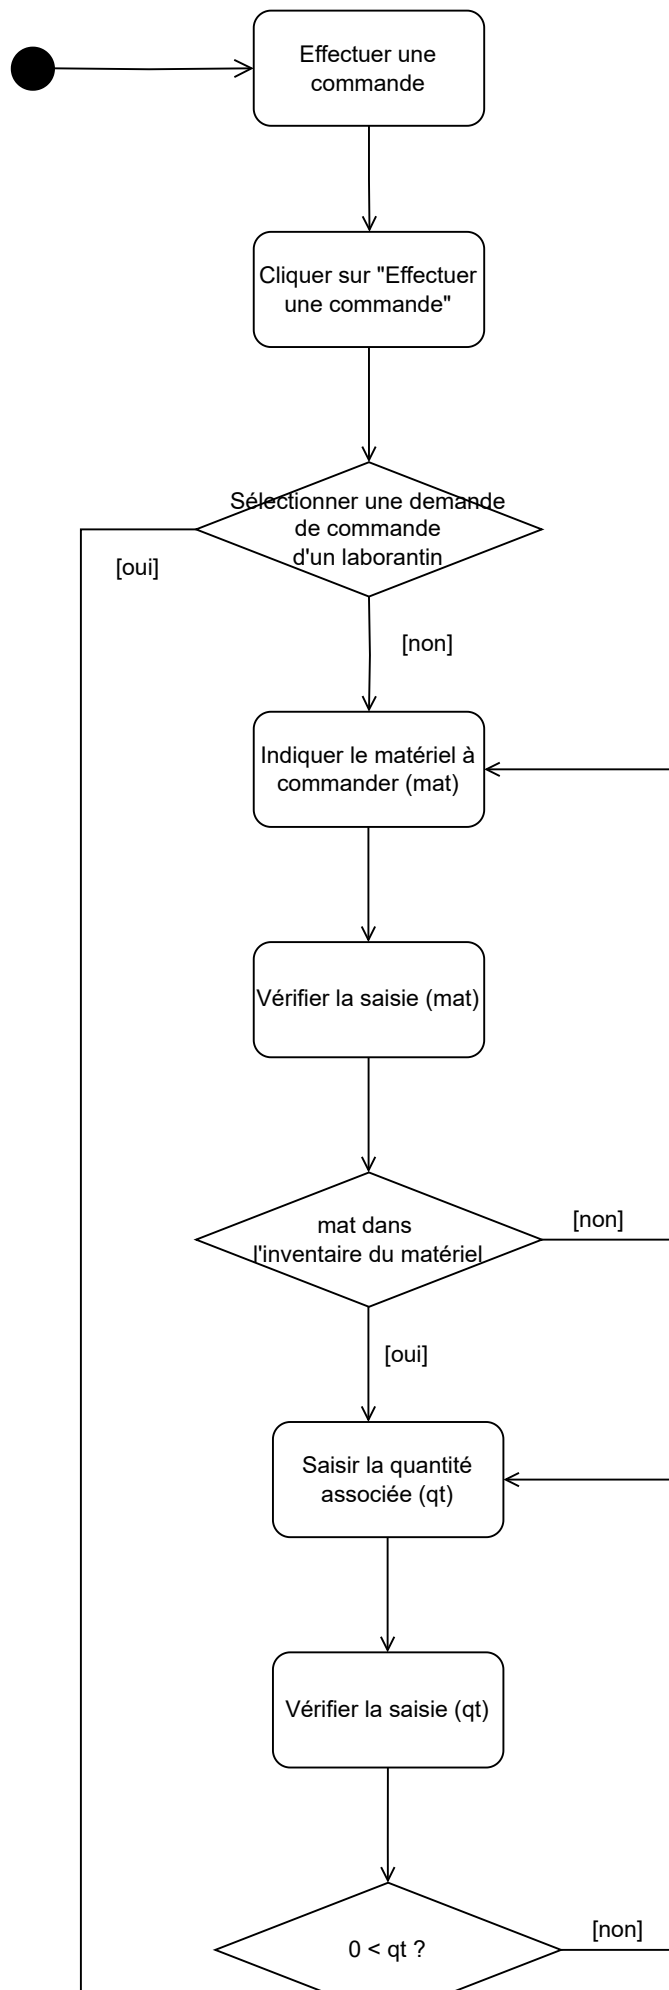 Effectuer une
commande
Cliquer sur "Effectuer
une commande"
Sélectionner une demande
de commande
d'un laborantin
[oui]
[non]
Indiquer le matériel à
commander (mat)
Vérifier la saisie (mat)
mat dans
l'inventaire du matériel
[non]
[oui]
Saisir la quantité
associée (qt)
Vérifier la saisie (qt)
0 < qt ?
[non]